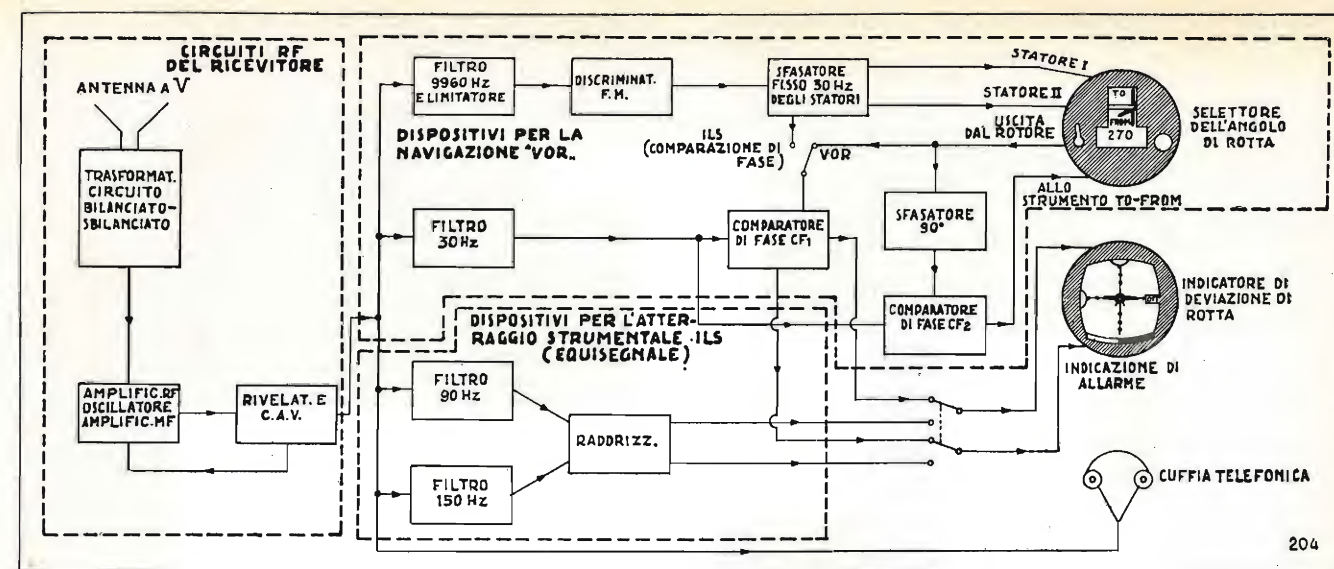 CIRCUITI RF
DEL RICEVITORE
ANTENNA A V
TRASFORMAT.
CIRCUITO
BILANCIATO-
SBILANCIATO
AMPLIFIC.RF
OSCILLATORE
AMPLIFIC.MF
RIVELAT. E
C.A.V.
FILTRO
9960 Hz
E LIMITATORE
DISCRIMINAT.
F.M.
SFASATORE
FISSO 30 Hz
DEGLI STATORI
STATORE I
STATORE II
USCITA
DAL ROTORE
TO
FROM
270
SELETTORE
DELL'ANGOLO
DI ROTTA
DISPOSITIVI PER LA
NAVIGAZIONE "VOR„
ILS
(COMPARAZIONE DI
FASE)
VOR
ALLO
STRUMENTO TO-FROM
FILTRO
30 Hz
COMPARATORE
DI FASE CF1
SFASATORE
90°
COMPARATORE
DI FASE CF2
OFF
INDICATORE DI
DEVIAZIONE DI
ROTTA
INDICAZIONE DI
ALLARME
DISPOSITIVI PER L'ATTER-
RAGGIO STRUMENTALE .ILS
(EQUISEGNALE)
FILTRO
90 Hz
FILTRO
150 Hz
RADDRIZZ.
CUFFIA TELEFONICA
204